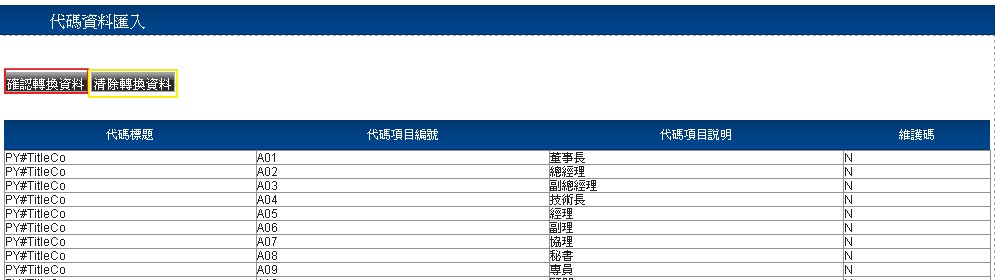 代碼資料匯入
確認轉換資料 清除轉換資料
代碼標題 代碼項目編號 代碼項目說明 維護碼
PY#TitleCo A01 董事長 N
PY#TitleCo A02 總經理 N
PY#TitleCo A03 副總經理 N
PY#TitleCo A04 技術長 N
PY#TitleCo A05 經理 N
PY#TitleCo A06 副理 N
PY#TitleCo A07 協理 N
PY#TitleCo A08 秘書 N
PY#TitleCo A09 專員 N